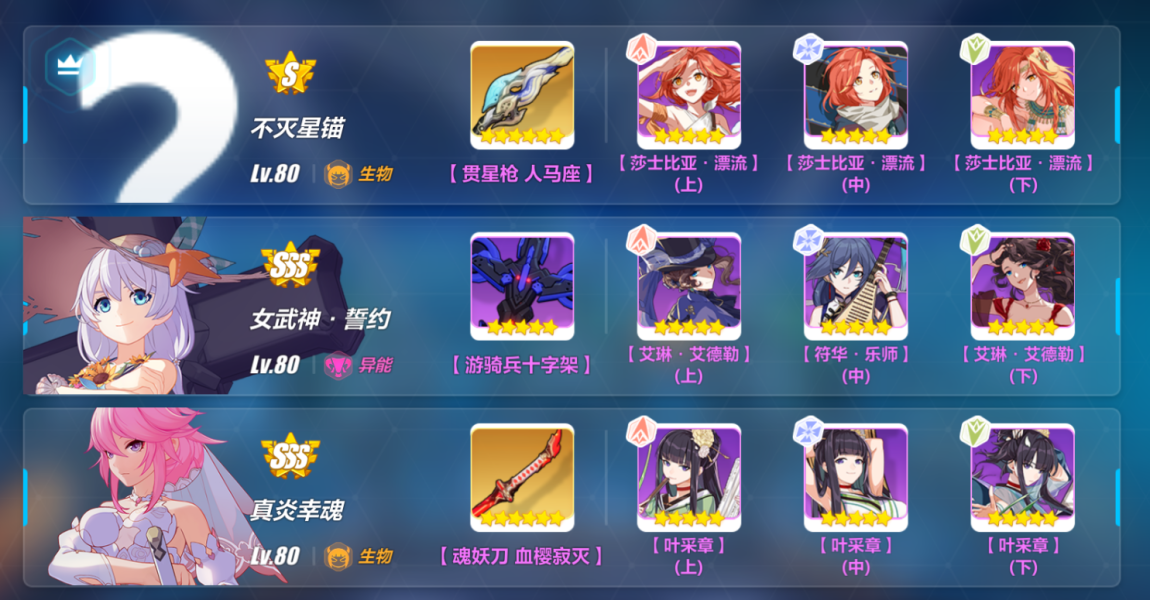 S
不灭星锚
Lv.80
生物
【贯星枪 人马座】
【莎士比亚·漂流】
(上)
【莎士比亚·漂流】
(中)
【莎士比亚·漂流】
(下)
SSS
女武神·誓约
Lv.80
异能
【游骑兵十字架】
【艾琳·艾德勒】
(上)
【符华·乐师】
(中)
【艾琳·艾德勒】
(下)
SSS
真炎幸魂
Lv.80
生物
【魂妖刀 血樱寂灭】
【叶采章】
(上)
【叶采章】
(中)
【叶采章】
(下)